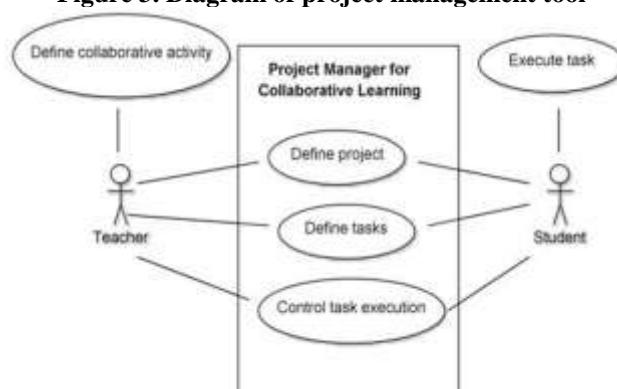 Figure 3. Diagram of project management tool
Define collaborative activity
Project Manager for
Collaborative Learning
Execute task
Define project
Define tasks
Teacher
Student
Control task execution